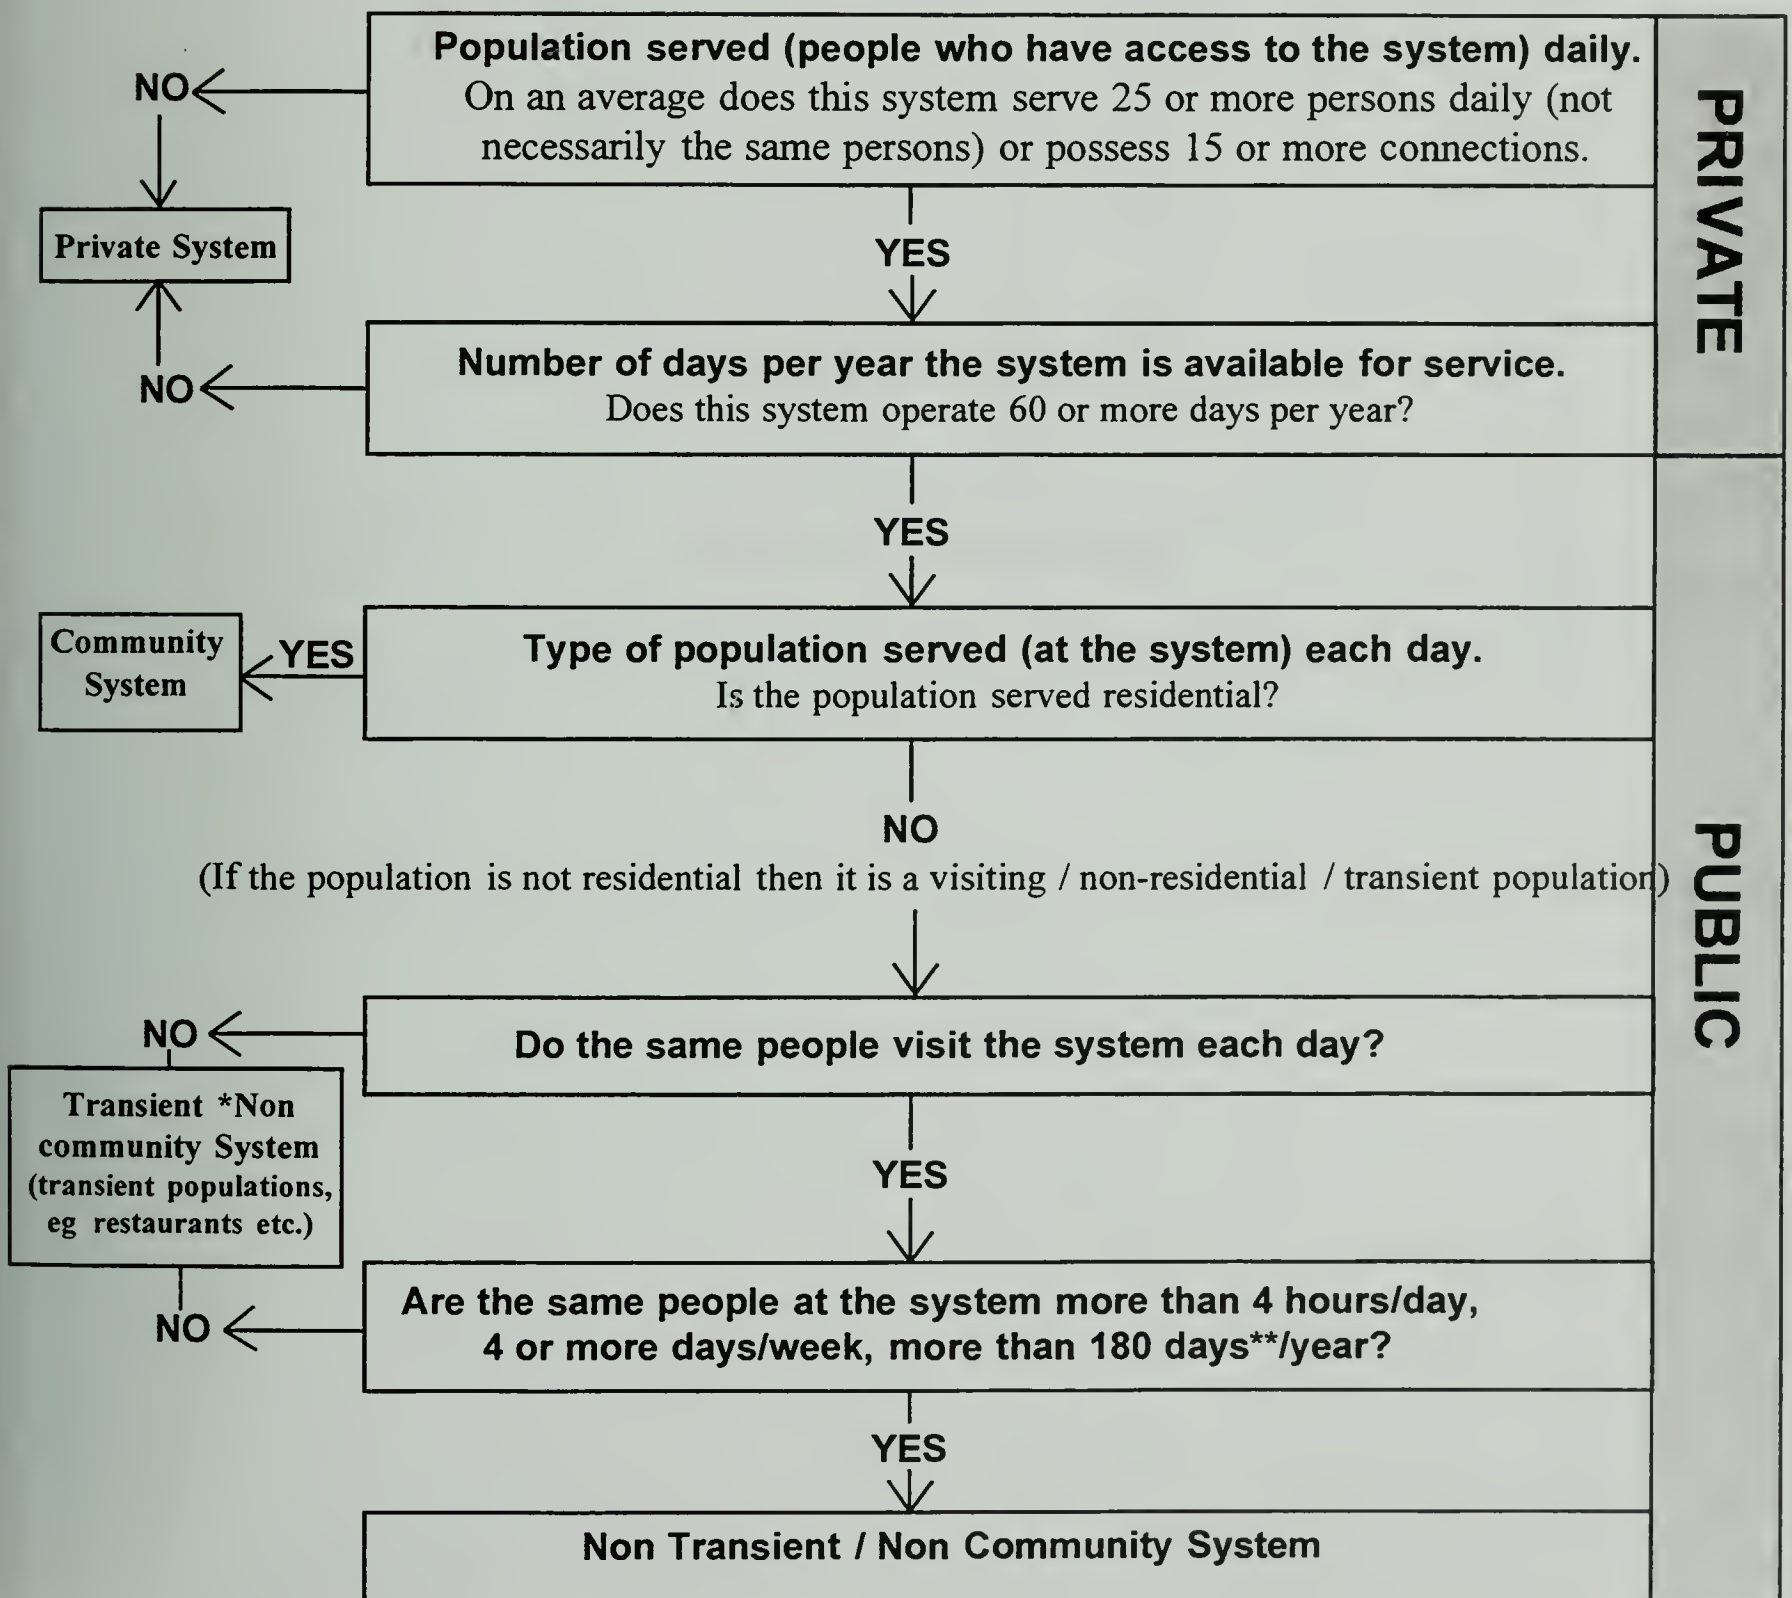 Population served (people who have access to the system) daily.
On an average does this system serve 25 or more persons daily (not
necessarily the same persons) or possess 15 or more connections.
NO
Private System
YES
Number of days per year the system is available for service.
Does this system operate 60 or more days per year?
NO
PRIVATE
YES
Type of population served (at the system) each day.
Is the population served residential?
YES
Community
System
NO
(If the population is not residential then it is a visiting / non-residential / transient population)
PUBLIC
Do the same people visit the system each day?
NO
Transient *Non
community System
(transient populations,
eg restaurants etc.)
YES
Are the same people at the system more than 4 hours/day,
4 or more days/week, more than 180 days**/year?
NO
YES
Non Transient / Non Community System